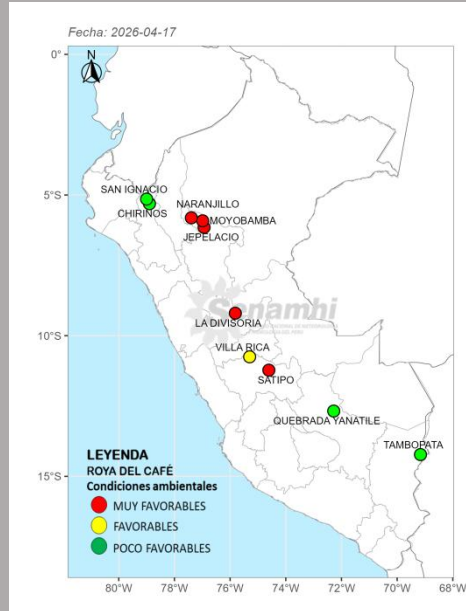 Fecha: 2026-04-17
N
0°
5°S
10°S
15°S
SAN IGNACIO
CHIRINOS
NARANJILLO
MOYOBAMBA
JEPELACIO
Senamhi
LA DIVISORIA
VILLA RICA
SATIPO
QUEBRADA YANATILE
TAMBOPATA
LEYENDA
ROYA DEL CAFÉ
Condiciones ambientales
MUY FAVORABLES
FAVORABLES
POCO FAVORABLES
80°W 78°W 76°W 74°W 72°W 70°W 68°W